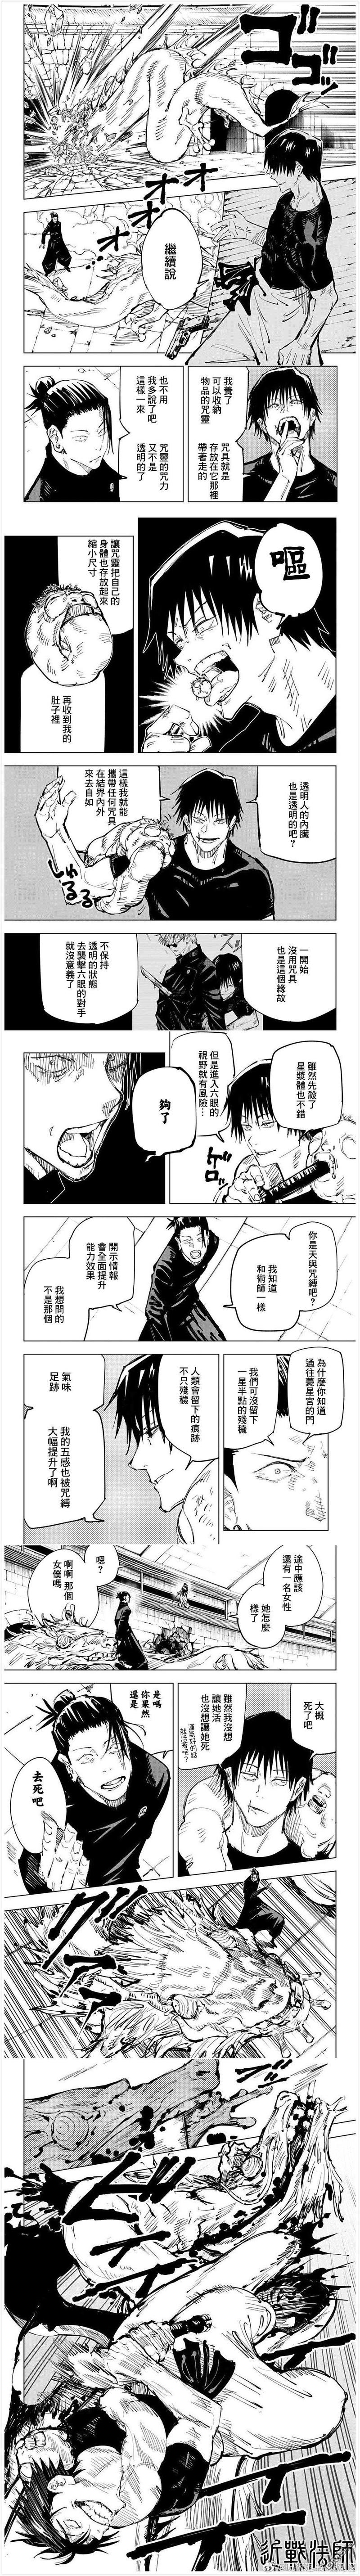 ゴゴゴ
オオオ
繼續說
我養了
可以收納
物品的咒靈
咒具就是
存放在它那裡
帶著走的
也不用
我多說了吧
這樣一來
咒靈的咒力
又不是
透明的了
嘔
讓咒靈把自己的
身體也存放起來
縮小尺寸
再收到我的
肚子裡
透明人的內臟
也是透明的吧?
這樣我就能
攜帶任何咒具
在結界內外
來去自如
しゅるる
一開始
沒用咒具
也是這個緣故
不保持
透明的狀態
去襲擊六眼的對手
就沒意義了
雖然先殺了
星漿體也不錯
但是進入六眼的
視野就有風險…
夠了
ゲロ
你是天與咒縛吧?
我知道
和術師一樣
開示情報
會全面提升
能力效果
我想問的
不是那個
為什麼你知道
通往薨星宮的門
我們可沒留下
一星半點的殘穢
人類會留下的痕跡
不只殘穢
氣味
足跡
我的五感也被咒縛
大幅提升了啊
途中應該
還有一名女性
她怎麼
樣了
嗯?
啊啊那個
女僕嗎
大概
死了吧
雖然我沒想
讓她活
也沒想讓她死
是嗎
你果然
還是
去死吧